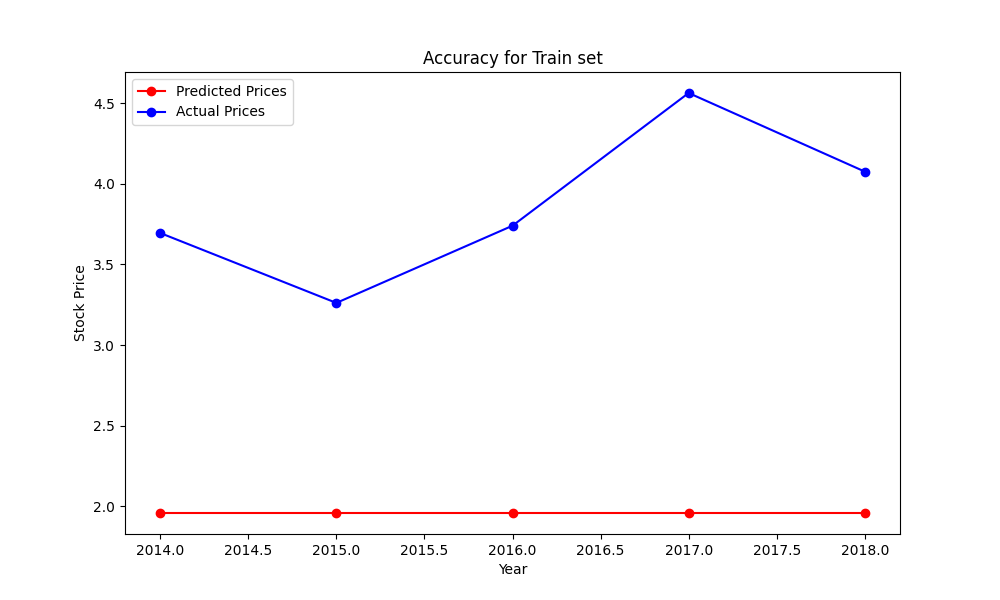 Accuracy for Train set
Predicted Prices
Actual Prices
4.5
4.0
3.5
3.0
2.5
2.0
Stock Price
2014.0 2014.5 2015.0 2015.5 2016.0 2016.5 2017.0 2017.5 2018.0
Year